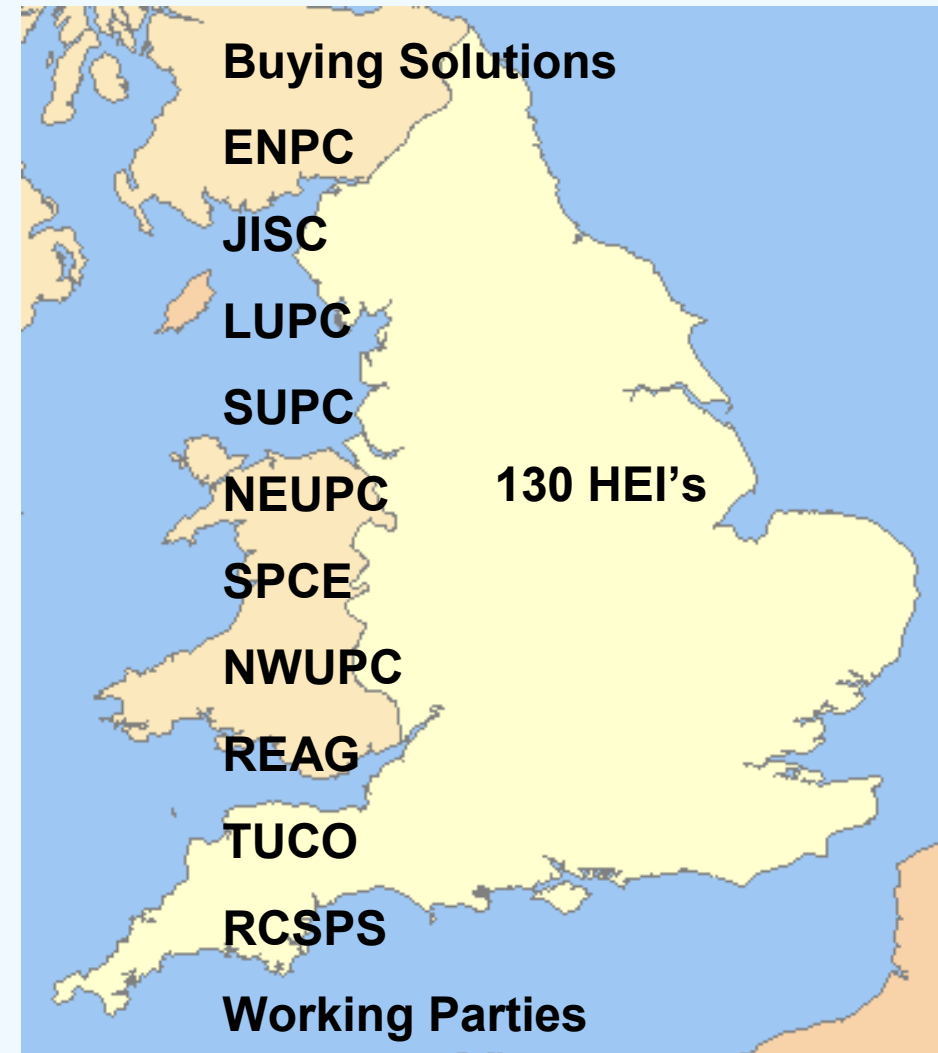 Buying Solutions
ENPC
JISC
LUPC
SUPC
NEUPC
130 HEI’s
SPCE
NWUPC
REAG
TUCO
RCSPS
Working Parties